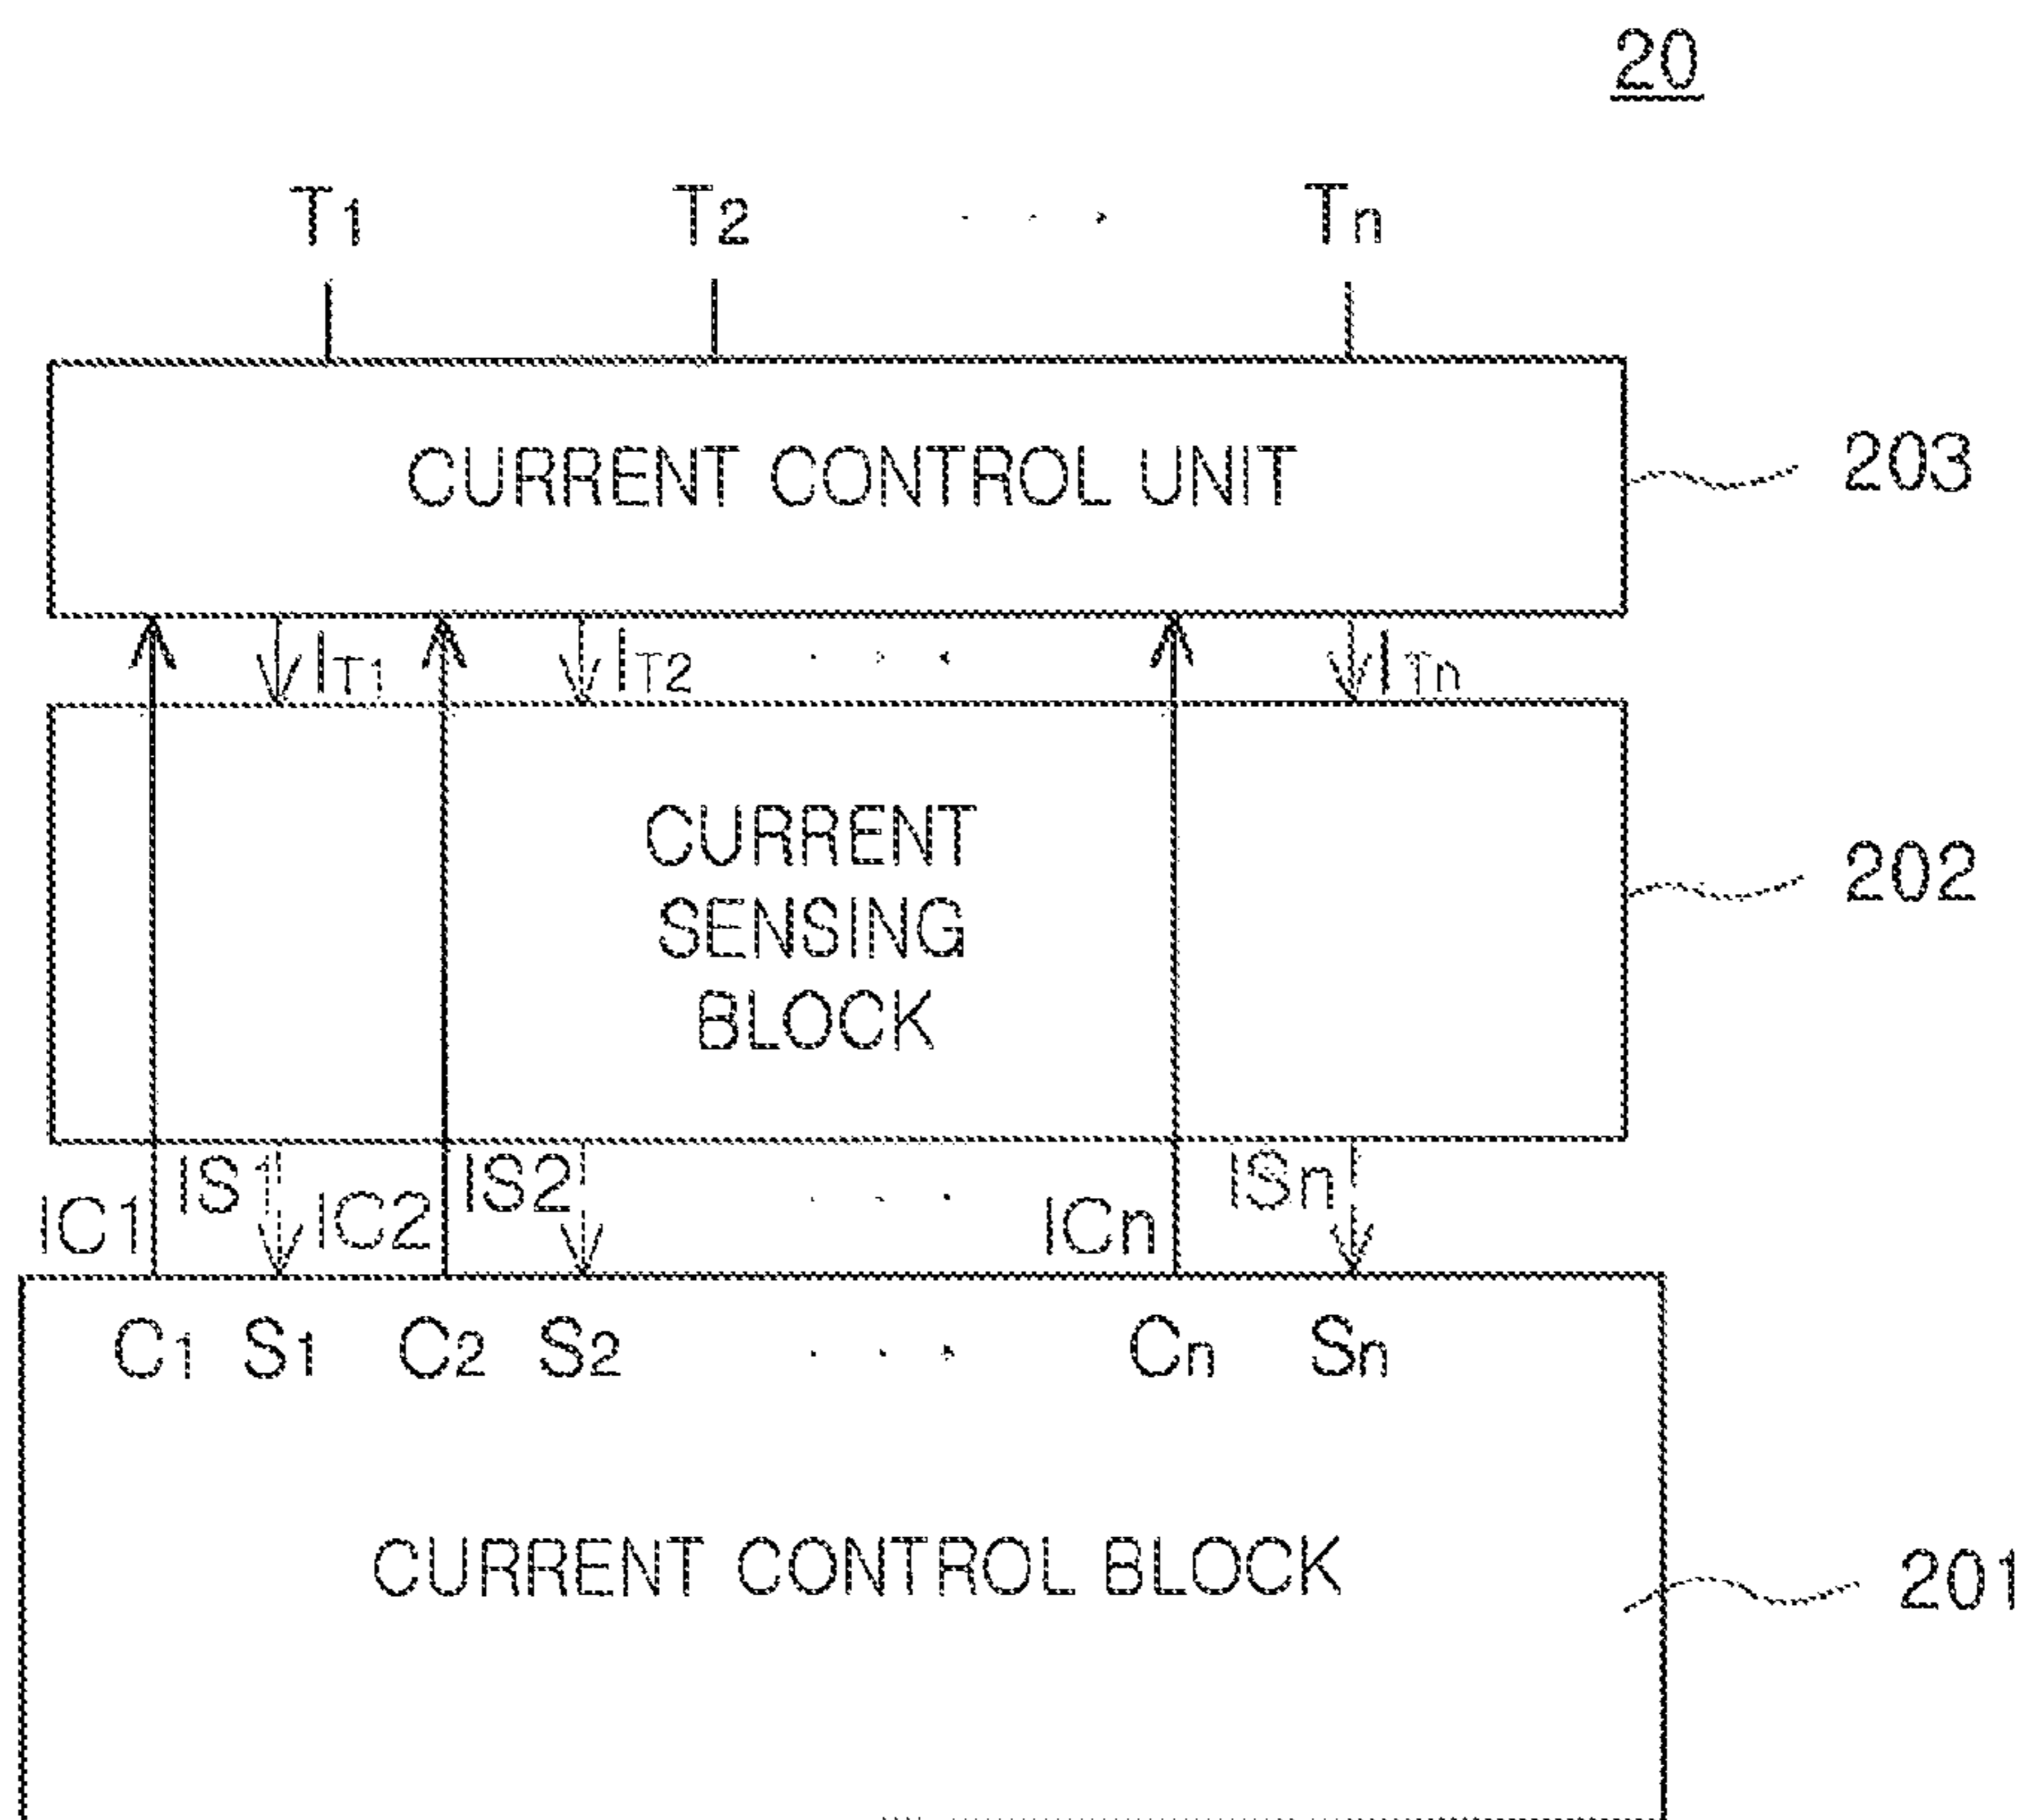 20
T1 T2 . . . Tn
CURRENT CONTROL UNIT
203
IT1 IT2 . . . ITn
CURRENT
SENSING
BLOCK
202
IS1 IS2 . . . ISn
IC1 IC2 ICn
C1 S1 C2 S2 . . . Cn Sn
CURRENT CONTROL BLOCK
201